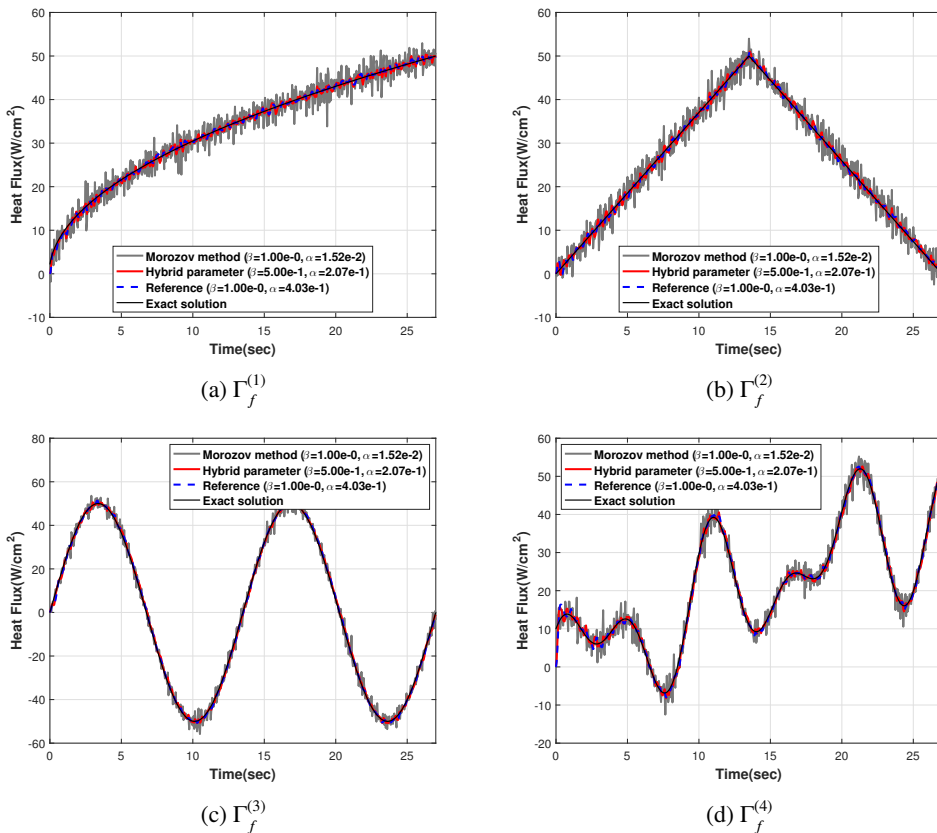 60
50
40
30
20
10
0
-10
0 5 10 15 20 25
Heat Flux(W/cm²)
Time(sec)
Morozov method (β=1.00e-0, α=1.52e-2)
Hybrid parameter (β=5.00e-1, α=2.07e-1)
Reference (β=1.00e-0, α=4.03e-1)
Exact solution
(a) Γ_f^(1)
60
50
40
30
20
10
0
-10
0 5 10 15 20 25
Heat Flux(W/cm²)
Time(sec)
Morozov method (β=1.00e-0, α=1.52e-2)
Hybrid parameter (β=5.00e-1, α=2.07e-1)
Reference (β=1.00e-0, α=4.03e-1)
Exact solution
(b) Γ_f^(2)
80
60
40
20
0
-20
-40
-60
0 5 10 15 20 25
Heat Flux(W/cm²)
Time(sec)
Morozov method (β=1.00e-0, α=1.52e-2)
Hybrid parameter (β=5.00e-1, α=2.07e-1)
Reference (β=1.00e-0, α=4.03e-1)
Exact solution
(c) Γ_f^(3)
60
50
40
30
20
10
0
-10
-20
0 5 10 15 20 25
Heat Flux(W/cm²)
Time(sec)
Morozov method (β=1.00e-0, α=1.52e-2)
Hybrid parameter (β=5.00e-1, α=2.07e-1)
Reference (β=1.00e-0, α=4.03e-1)
Exact solution
(d) Γ_f^(4)